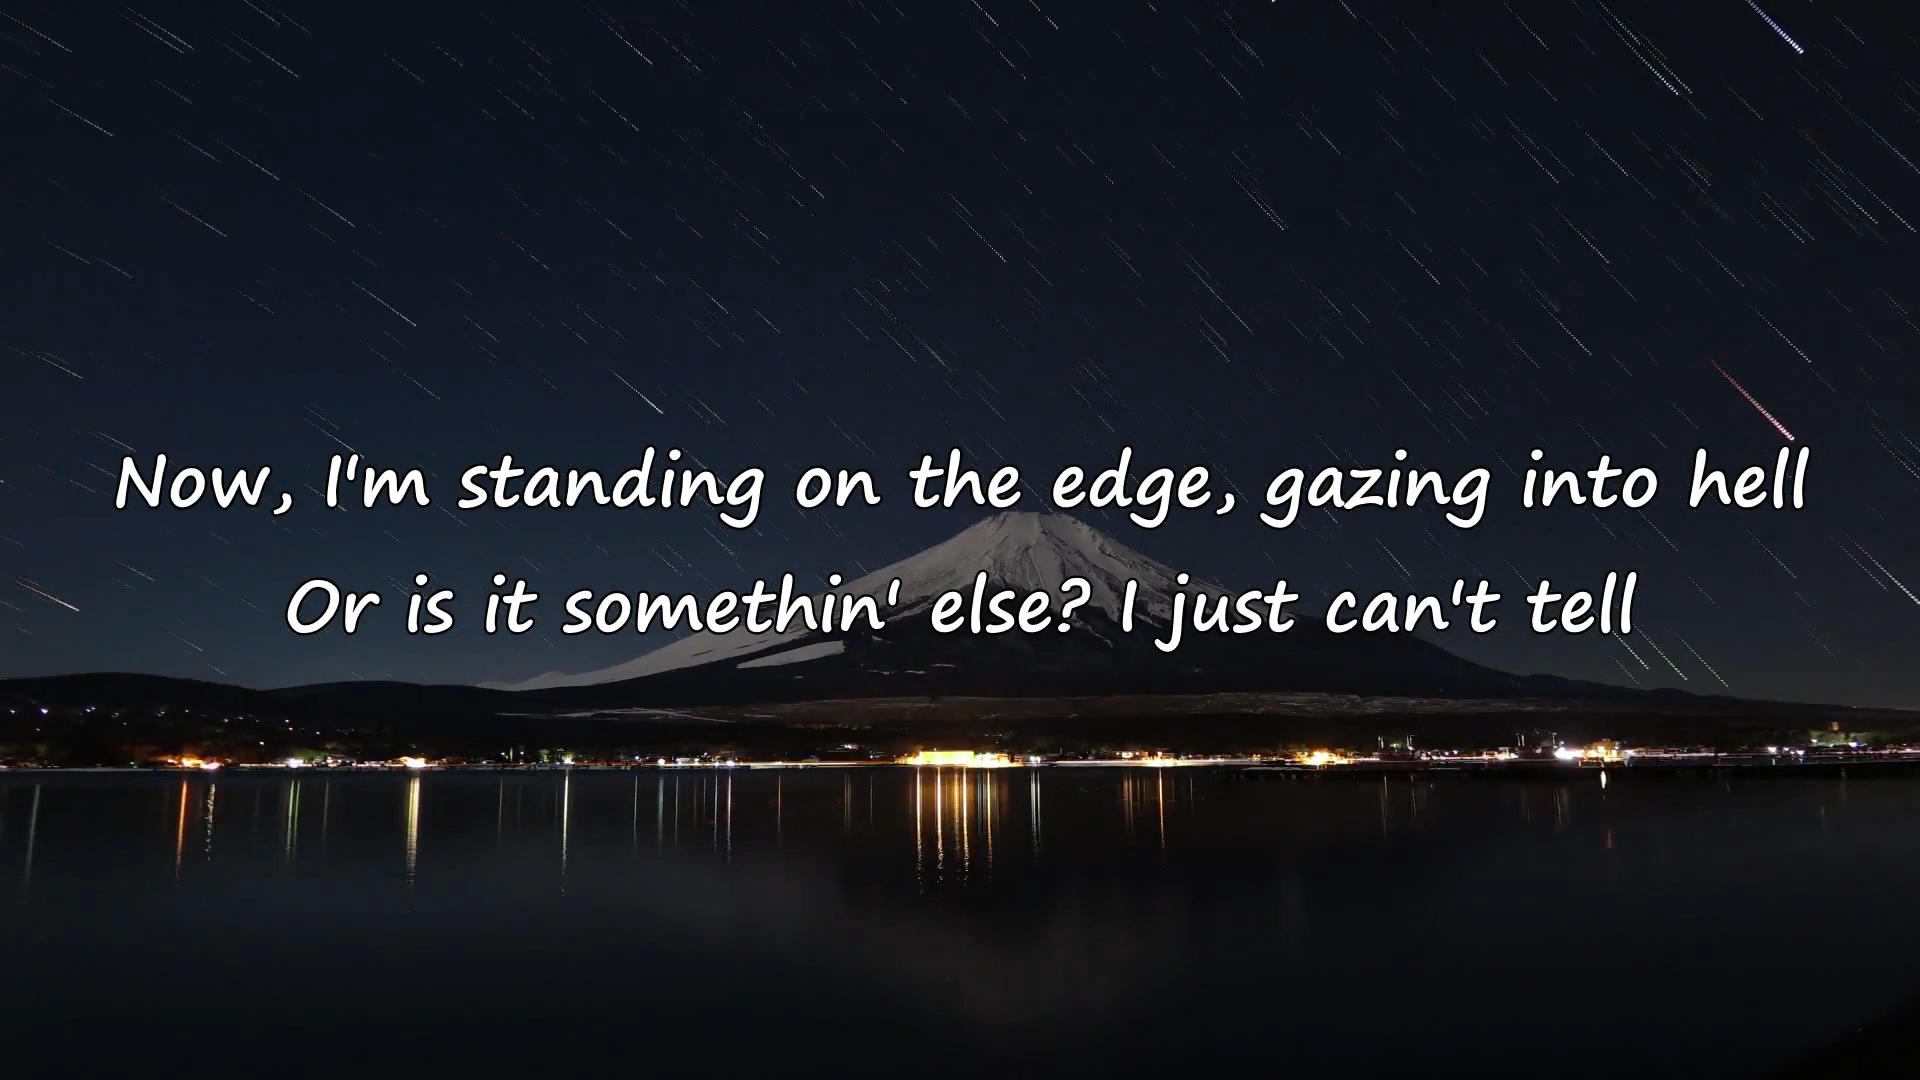 Now, I'm standing on the edge, gazing into hell
Or is it somethin' else? I just can't tell